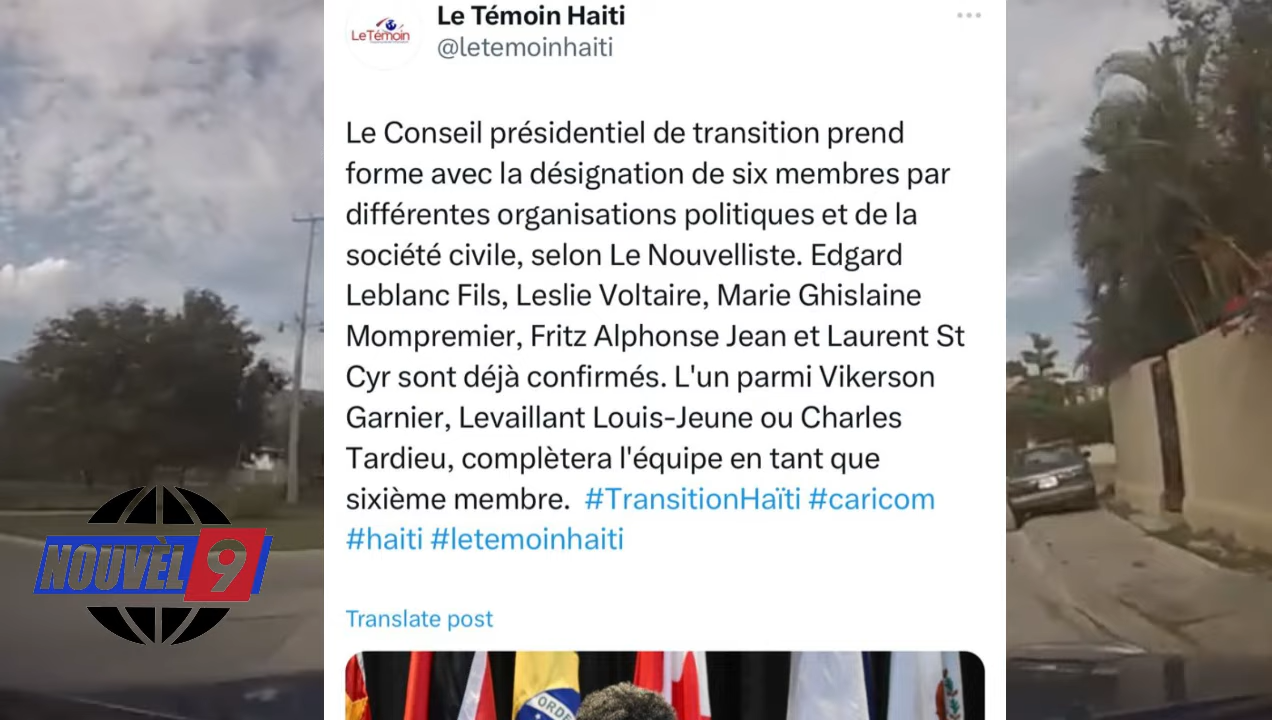 Le Témoin Haiti
LeTémoin
@letemoinhaiti
Le Conseil présidentiel de transition prend
forme avec la désignation de six membres par
différentes organisations politiques et de la
société civile, selon Le Nouvelliste. Edgard
Leblanc Fils, Leslie Voltaire, Marie Ghislaine
Mompremier, Fritz Alphonse Jean et Laurent St
Cyr sont déjà confirmés. L'un parmi Vikerson
Garnier, Levaillant Louis-Jeune ou Charles
Tardieu, complètera l'équipe en tant que
sixième membre. #TransitionHaïti #caricom
#haiti #letemoinhaiti
NOUVÈL 9
Translate post
ORDE